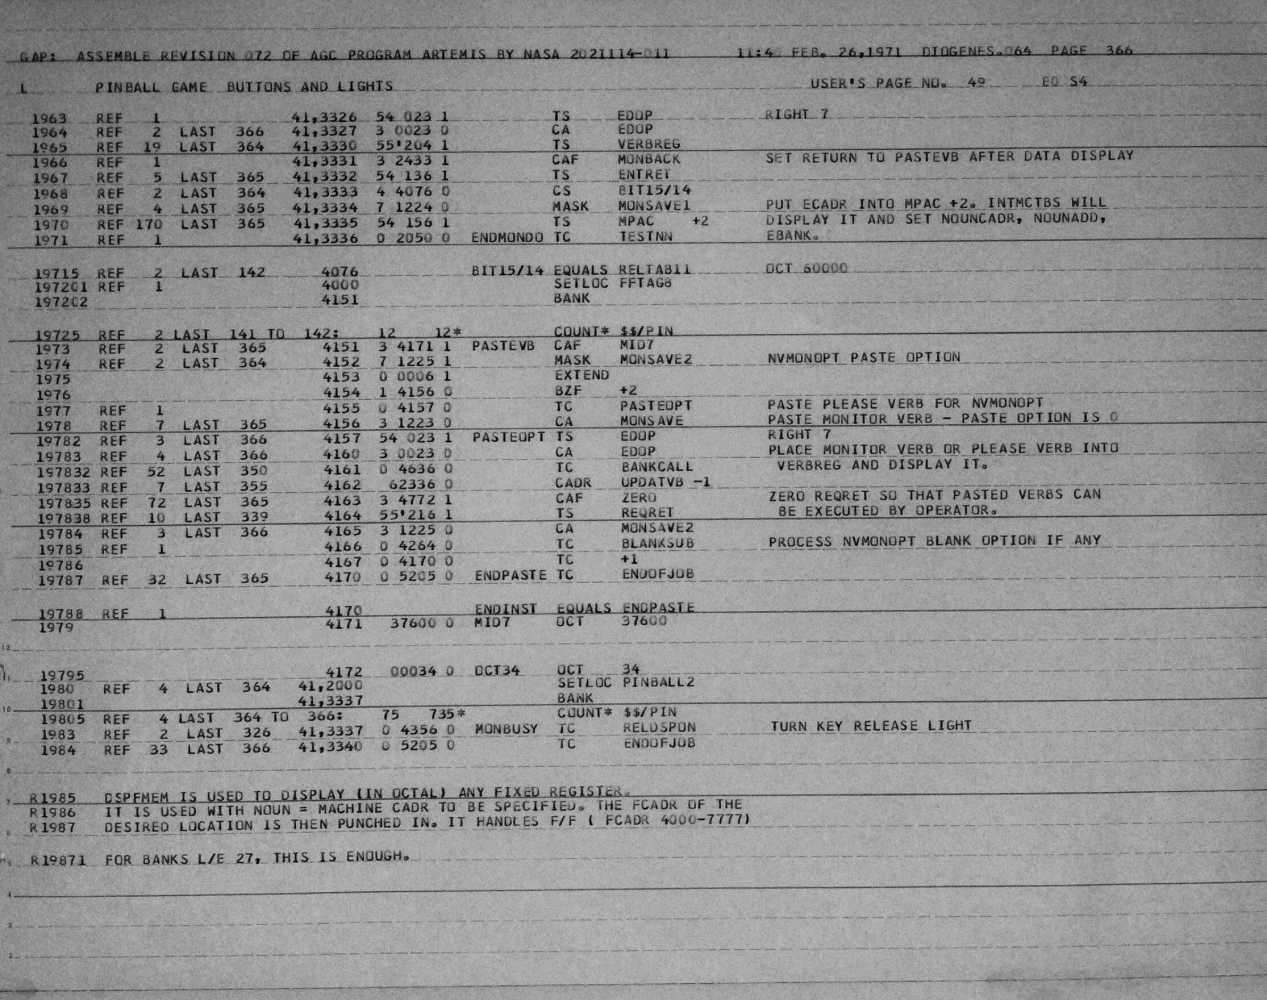 GAP: ASSEMBLE REVISION 072 OF AGC PROGRAM ARTEMIS BY NASA 2021114-011 11:4 FEB. 26,1971 DIOGENES.064 PAGE 366
L PINBALL GAME BUTTONS AND LIGHTS USER'S PAGE NO. 49 E0 S4
1963 REF 1 41,3326 54 023 1 TS EDOP RIGHT 7
1964 REF 2 LAST 366 41,3327 3 0023 0 CA EDOP
1965 REF 19 LAST 364 41,3330 55'204 1 TS VERBREG
1966 REF 1 41,3331 3 2433 1 CAF MONBACK SET RETURN TO PASTEVB AFTER DATA DISPLAY
1967 REF 5 LAST 365 41,3332 54 136 1 TS ENTRET
1968 REF 2 LAST 364 41,3333 4 4076 0 CS BIT15/14
1969 REF 4 LAST 365 41,3334 7 1224 0 MASK MONSAVE1 PUT ECADR INTO MPAC +2. INTMCTBS WILL
1970 REF 170 LAST 365 41,3335 54 156 1 TS MPAC +2 DISPLAY IT AND SET NOUNCADR, NOUNADD,
1971 REF 1 41,3336 0 2050 0 ENDMONDO TC TESTNN EBANK.
19715 REF 2 LAST 142 4076 BIT15/14 EQUALS RELTAB11 OCT 60000
197201 REF 1 4000 SETLOC FFTAG8
197202 4151 BANK
19725 REF 2 LAST 141 TO 142: 12 12* COUNT* $$/PIN
1973 REF 2 LAST 365 4151 3 4171 1 PASTEVB CAF MID7
1974 REF 2 LAST 364 4152 7 1225 1 MASK MONSAVE2 NVMONOPT PASTE OPTION
1975 4153 0 0006 1 EXTEND
1976 4154 1 4156 0 BZF +2
1977 REF 1 4155 0 4157 0 TC PASTEOPT PASTE PLEASE VERB FOR NVMONOPT
1978 REF 7 LAST 365 4156 3 1223 0 CA MONSAVE PASTE MONITOR VERB - PASTE OPTION IS 0
19782 REF 3 LAST 366 4157 54 023 1 PASTEOPT TS EDOP RIGHT 7
19783 REF 4 LAST 366 4160 3 0023 0 CA EDOP PLACE MONITOR VERB OR PLEASE VERB INTO
197832 REF 52 LAST 350 4161 0 4636 0 TC BANKCALL VERBREG AND DISPLAY IT.
197833 REF 7 LAST 355 4162 62336 0 CADR UPDATVB -1
197835 REF 72 LAST 365 4163 3 4772 1 CAF ZERO ZERO REQRET SO THAT PASTED VERBS CAN
197838 REF 10 LAST 339 4164 55'216 1 TS REQRET BE EXECUTED BY OPERATOR.
19784 REF 3 LAST 366 4165 3 1225 0 CA MONSAVE2
19785 REF 1 4166 0 4264 0 TC BLANKSUB PROCESS NVMONOPT BLANK OPTION IF ANY
19786 4167 0 4170 0 TC +1
19787 REF 32 LAST 365 4170 0 5205 0 ENDPASTE TC ENDOFJOB
19788 REF 1 4170 ENDINST EQUALS ENDPASTE
1979 4171 37600 0 MID7 OCT 37600
19795 4172 00034 0 OCT34 OCT 34
1980 REF 4 LAST 364 41,2000 SETLOC PINBALL2
19801 41,3337 BANK
19805 REF 4 LAST 364 TO 366: 75 735* COUNT* $$/PIN
1983 REF 2 LAST 326 41,3337 0 4356 0 MONBUSY TC RELDSPON TURN KEY RELEASE LIGHT
1984 REF 33 LAST 366 41,3340 0 5205 0 TC ENDOFJOB
R1985 DSPFMEM IS USED TO DISPLAY (IN OCTAL) ANY FIXED REGISTER.
R1986 IT IS USED WITH NOUN = MACHINE CADR TO BE SPECIFIED. THE FCADR OF THE
R1987 DESIRED LOCATION IS THEN PUNCHED IN. IT HANDLES F/F ( FCADR 4000-7777)
R19871 FOR BANKS L/E 27, THIS IS ENOUGH.